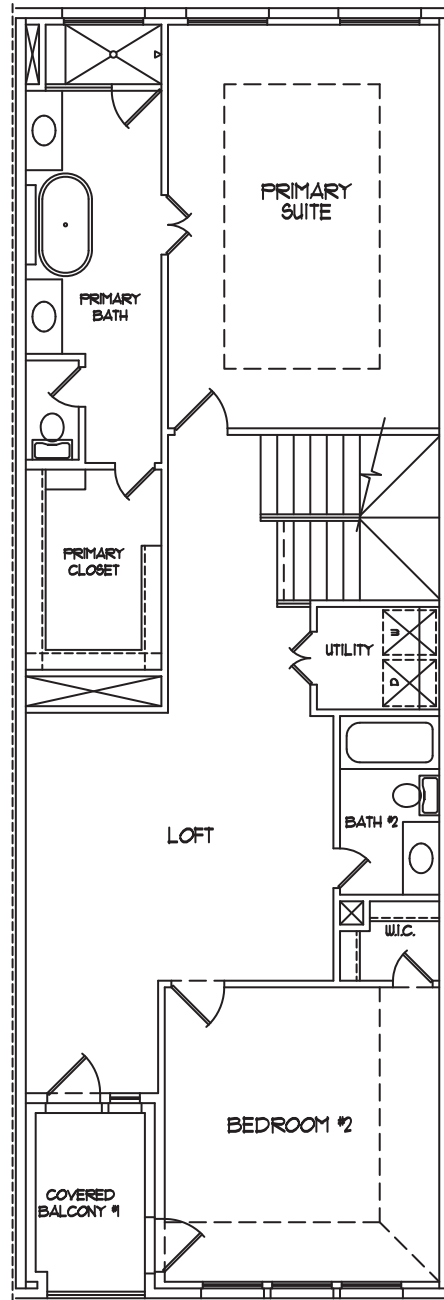 PRIMARY
SUITE
PRIMARY
BATH
PRIMARY
CLOSET
UTILITY
W
D
LOFT
BATH #2
W.I.C.
BEDROOM #2
COVERED
BALCONY #1